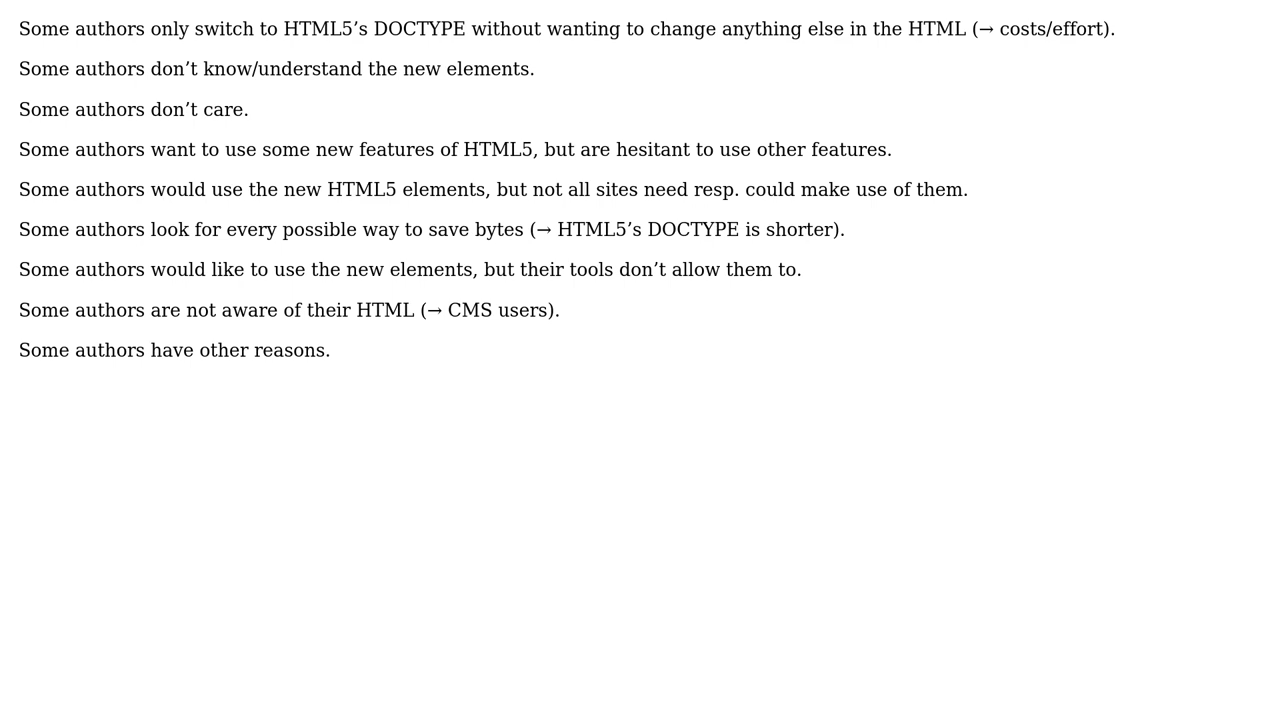 Some authors only switch to HTML5’s DOCTYPE without wanting to change anything else in the HTML (→ costs/effort).
Some authors don’t know/understand the new elements.
Some authors don’t care.
Some authors want to use some new features of HTML5, but are hesitant to use other features.
Some authors would use the new HTML5 elements, but not all sites need resp. could make use of them.
Some authors look for every possible way to save bytes (→ HTML5’s DOCTYPE is shorter).
Some authors would like to use the new elements, but their tools don’t allow them to.
Some authors are not aware of their HTML (→ CMS users).
Some authors have other reasons.